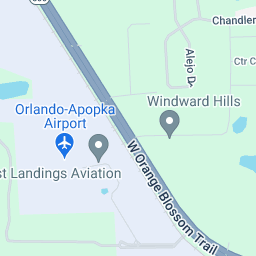 Chandler
Alejo D
Ctr C
Windward Hills
Orlando-Apopka
Airport
st Landings Aviation
W Orange Blossom Trail